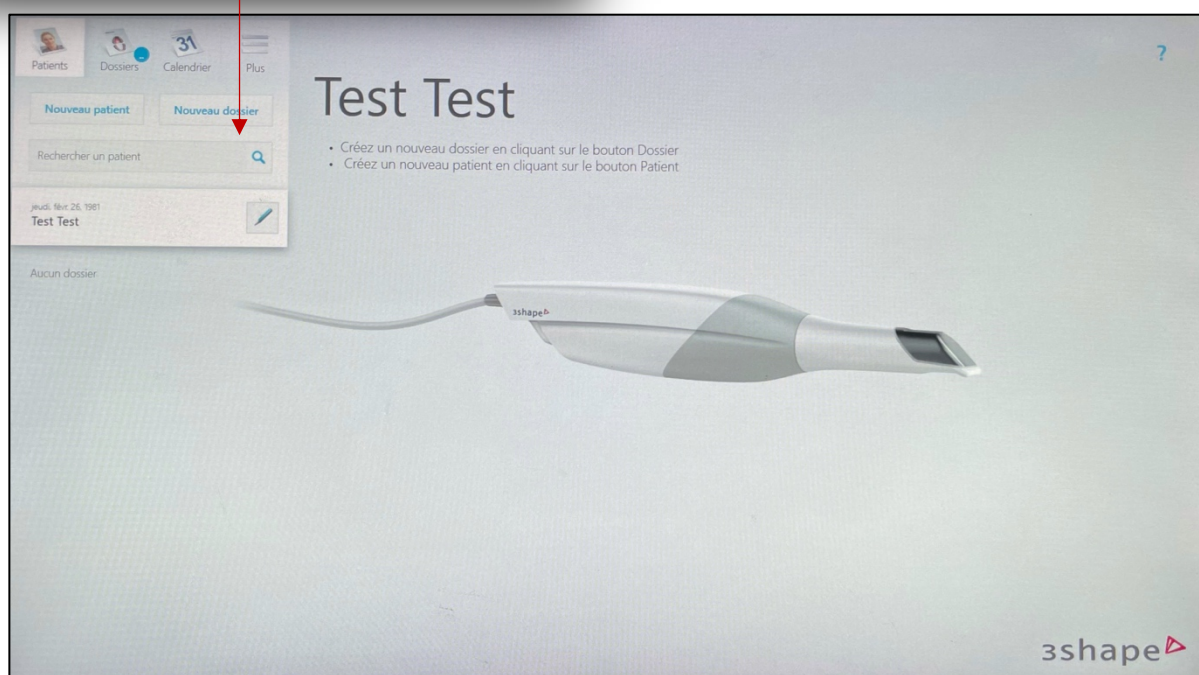 Patients Dossiers 31 Calendrier Plus
Nouveau patient Nouveau dossier
Rechercher un patient
jeudi, févr. 26, 1981
Test Test
Aucun dossier
Test Test
• Créez un nouveau dossier en cliquant sur le bouton Dossier
• Créez un nouveau patient en cliquant sur le bouton Patient
?
3shape
3shape